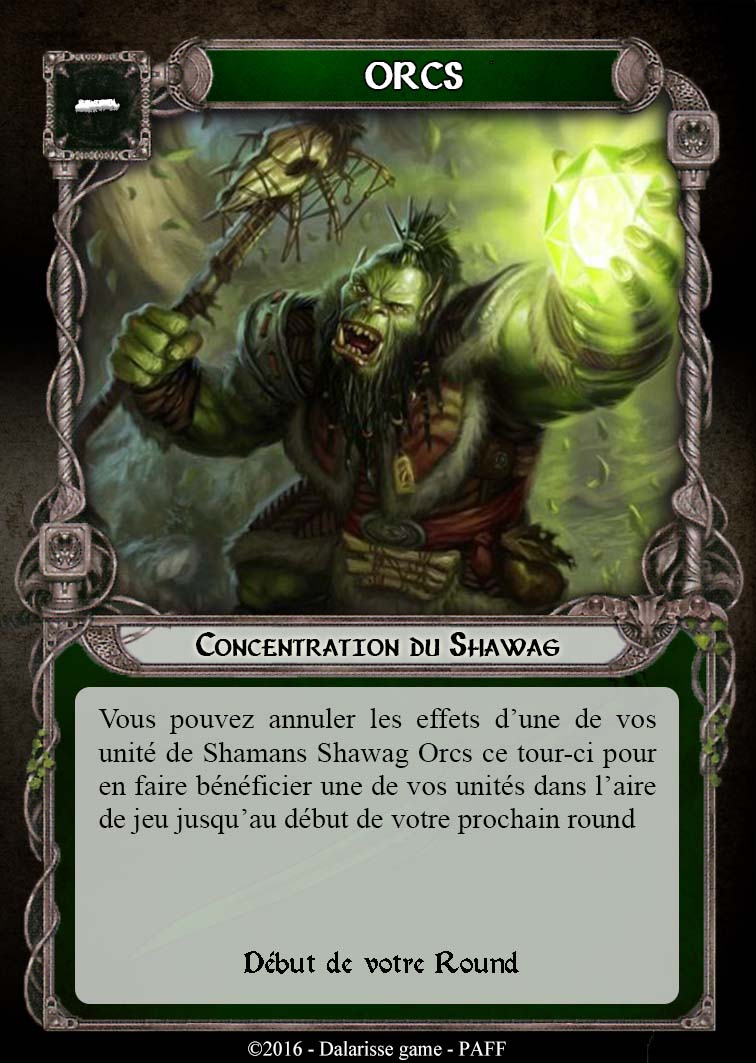 ORCS
-
Concentration du Shawag
Vous pouvez annuler les effets d’une de vos
unité de Shamans Shawag Orcs ce tour-ci pour
en faire bénéficier une de vos unités dans l’aire
de jeu jusqu’au début de votre prochain round
Début de votre Round
©2016 - Dalarisse game - PAFF